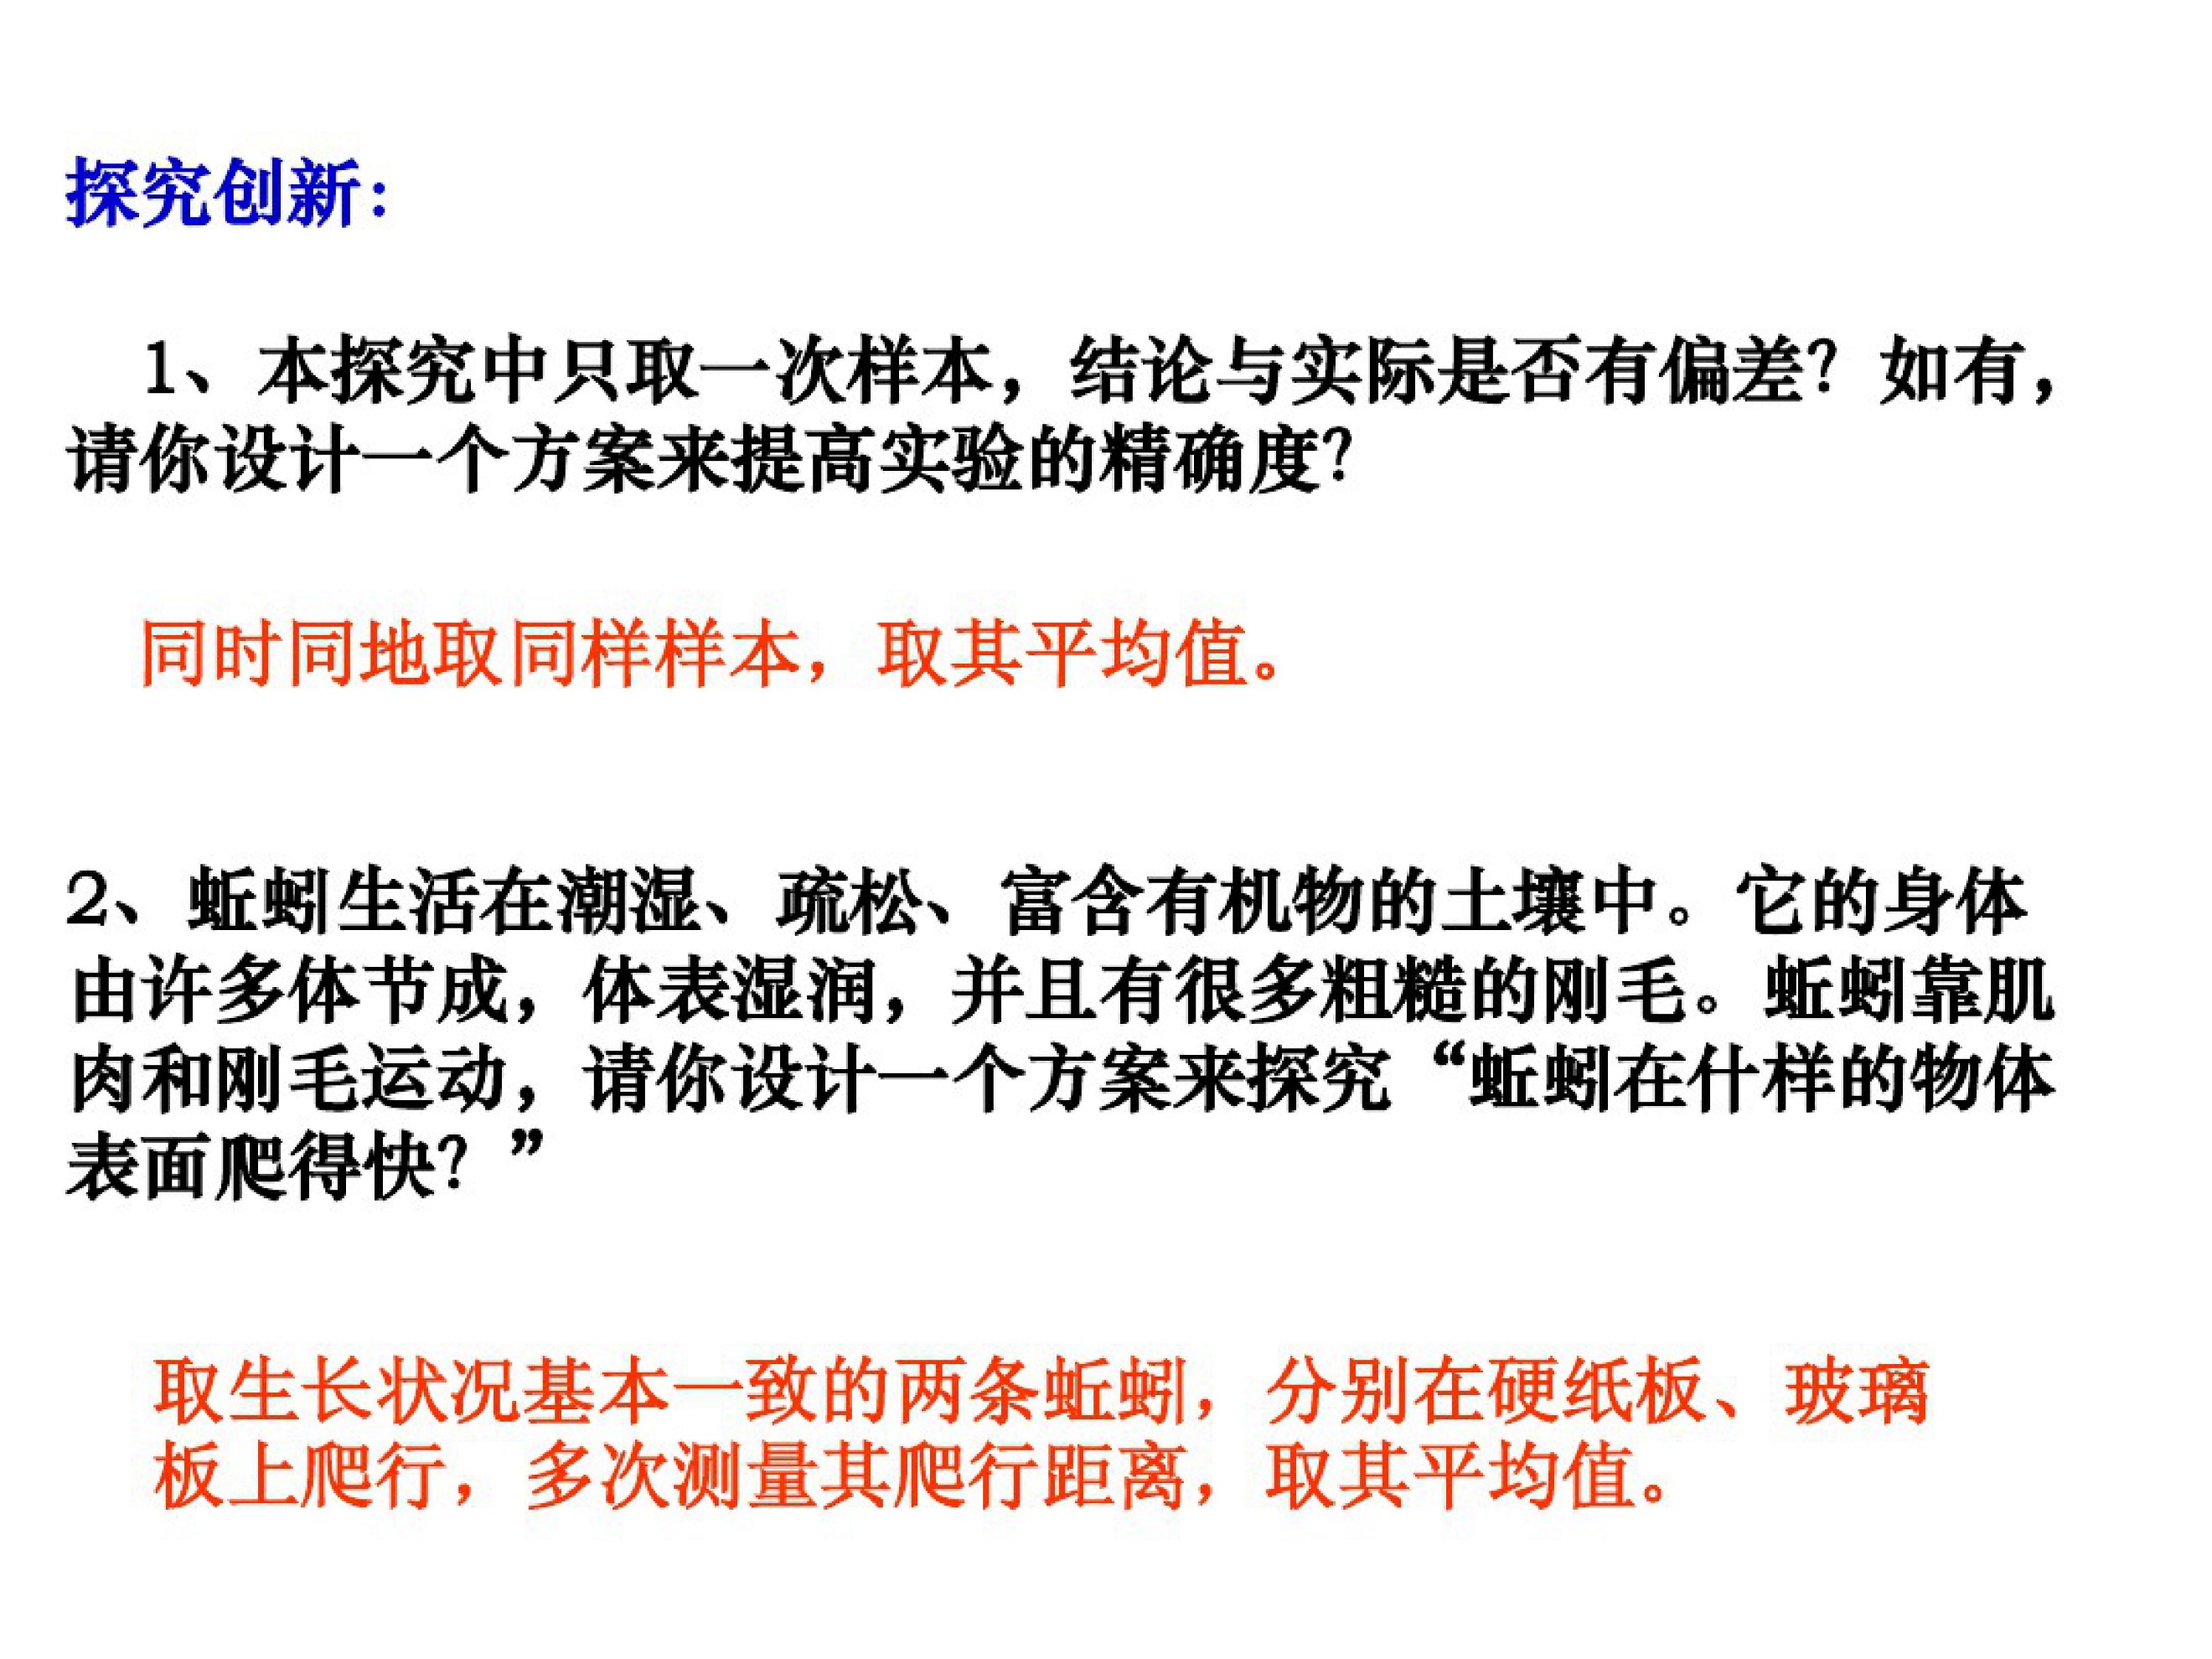 探究创新：
1、本探究中只取一次样本，结论与实际是否有偏差？如有，
请你设计一个方案来提高实验的精确度？
同时同地取同样样本，取其平均值。
2、蚯蚓生活在潮湿、疏松、富含有机物的土壤中。它的身体
由许多体节成，体表湿润，并且有很多粗糙的刚毛。蚯蚓靠肌
肉和刚毛运动，请你设计一个方案来探究“蚯蚓在什样的物体
表面爬得快？”
取生长状况基本一致的两条蚯蚓，分别在硬纸板、玻璃
板上爬行，多次测量其爬行距离，取其平均值。